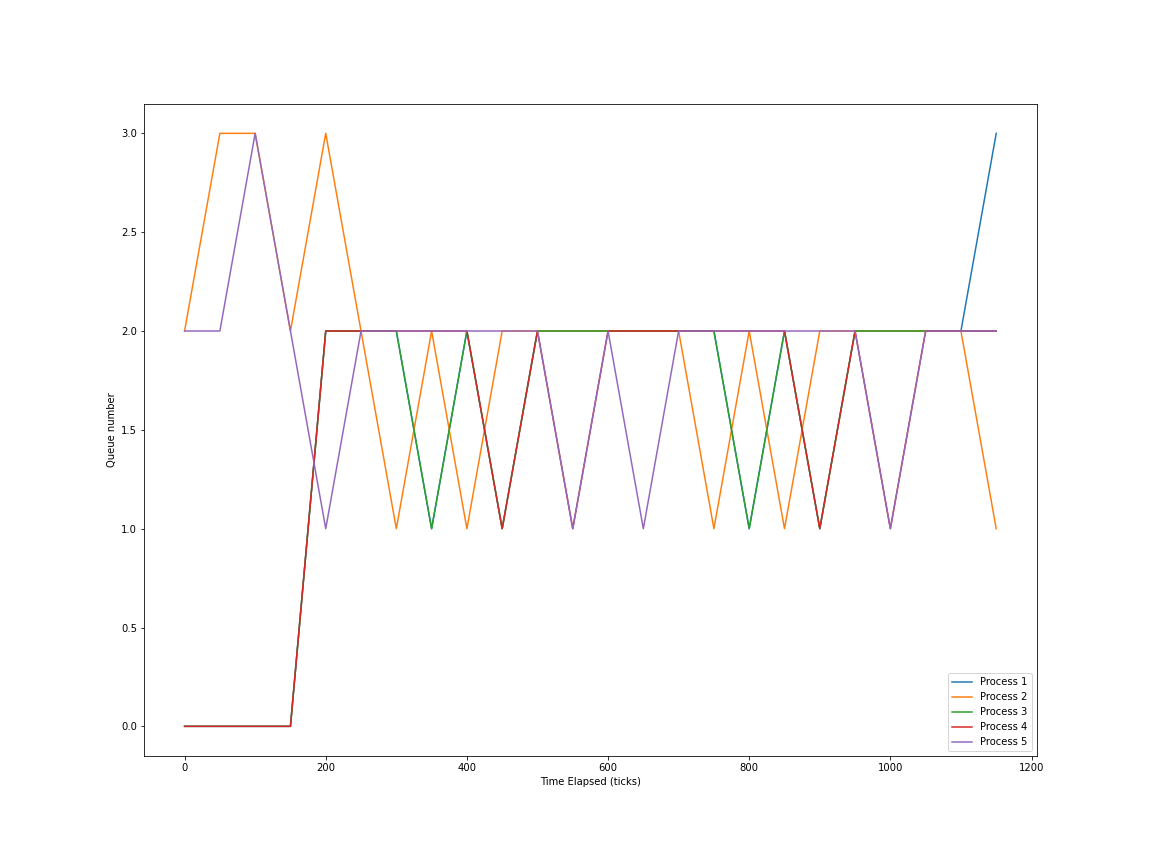 3.0
2.5
2.0
1.5
1.0
0.5
0.0
Queue number
0 200 400 600 800 1000 1200
Time Elapsed (ticks)
Process 1
Process 2
Process 3
Process 4
Process 5